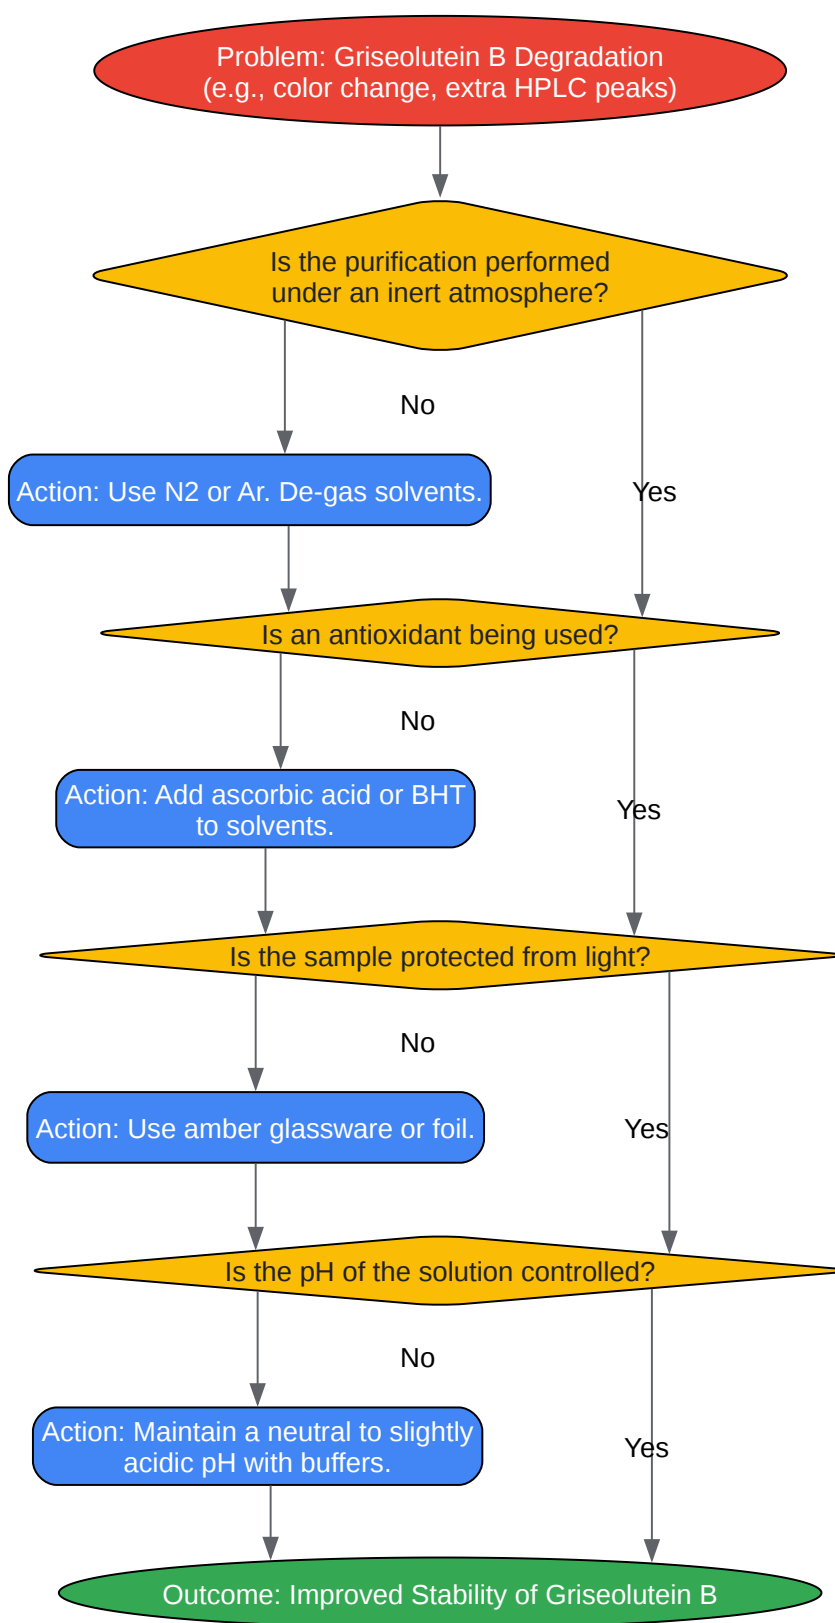 Problem: Griseolutein B Degradation
(e.g., color change, extra HPLC peaks)
Is the purification performed
under an inert atmosphere?
No
Action: Use N2 or Ar. De-gas solvents.
Yes
Is an antioxidant being used?
No
Action: Add ascorbic acid or BHT
to solvents.
Yes
Is the sample protected from light?
No
Action: Use amber glassware or foil.
Yes
Is the pH of the solution controlled?
No
Action: Maintain a neutral to slightly
acidic pH with buffers.
Yes
Outcome: Improved Stability of Griseolutein B